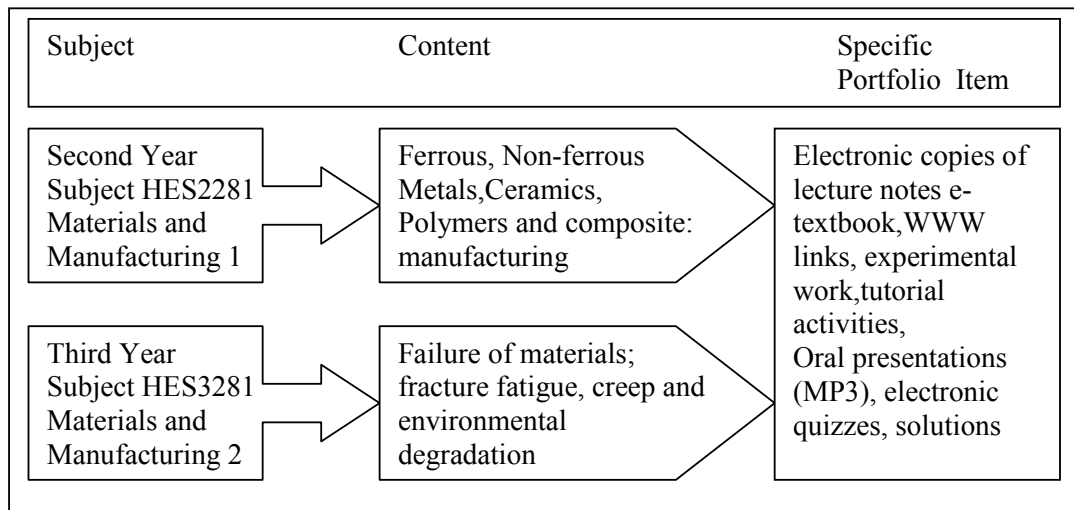 Subject Content Specific
Portfolio Item
Second Year
Subject HES2281
Materials and
Manufacturing 1
Ferrous, Non-ferrous
Metals,Ceramics,
Polymers and composite:
manufacturing
Electronic copies of
lecture notes e-
textbook,WWW
links, experimental
work,tutorial
activities,
Oral presentations
(MP3), electronic
quizzes, solutions
Third Year
Subject HES3281
Materials and
Manufacturing 2
Failure of materials;
fracture fatigue, creep and
environmental
degradation